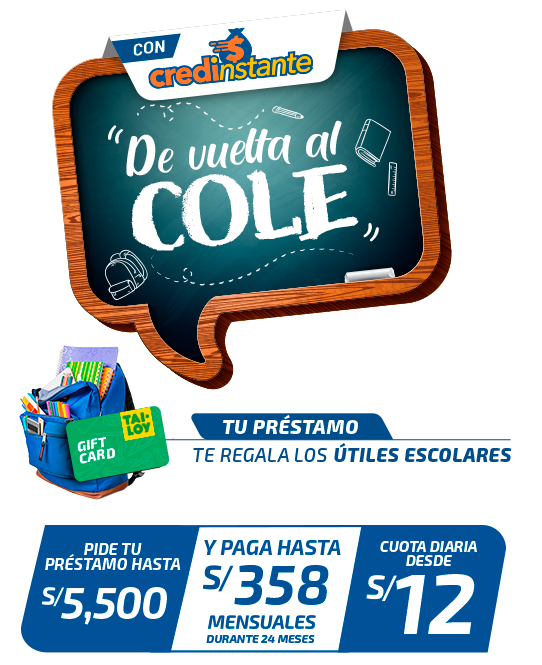 CON
credinstante
“De vuelta al
COLE”
TAI-
LOY
GIFT
CARD
TU PRÉSTAMO
TE REGALA LOS ÚTILES ESCOLARES
PIDE TU
PRÉSTAMO HASTA
S/5,500
Y PAGA HASTA
S/358
MENSUALES
DURANTE 24 MESES
CUOTA DIARIA
DESDE
S/12